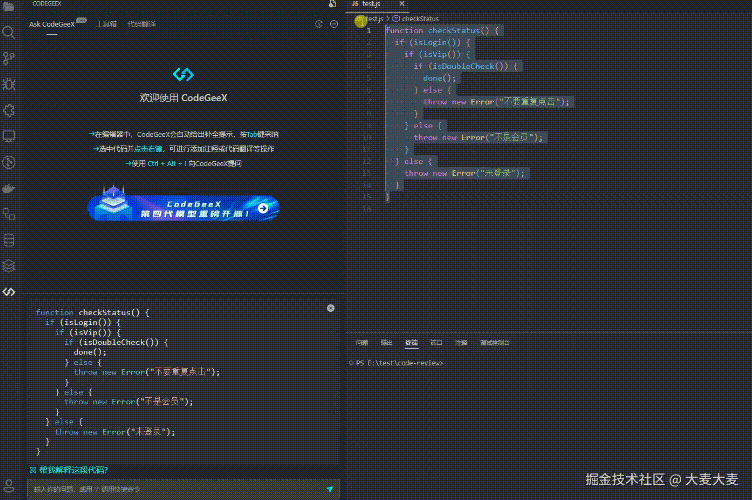 CODEGEEX
Ask CodeGeeX
工具箱
代码翻译
欢迎使用 CodeGeeX
→在编辑器中，CodeGeeX会自动给出补全提示，按Tab键采纳
→选中代码并点击右键，可进行添加注释或代码翻译等操作
→使用 Ctrl + Alt + I 向CodeGeeX提问
CodeGeeX
第四代模型重磅开源！
function checkStatus() {
if (isLogin()) {
if (isVip()) {
if (isDoubleCheck()) {
done();
} else {
throw new Error("不要重复点击");
}
} else {
throw new Error("不是会员");
}
} else {
throw new Error("未登录");
}
}
帮我解释这段代码?
输入你的问题，或用 '/' 调用快捷命令
JS test.js ×
JS test.js > checkStatus
1 function checkStatus() {
2 if (isLogin()) {
3 if (isVip()) {
4 if (isDoubleCheck()) {
5 done();
6 } else {
7 throw new Error("不要重复点击");
8 }
9 } else {
10 throw new Error("不是会员");
11 }
12 } else {
13 throw new Error("未登录");
14 }
15 }
16
问题 输出 终端 端口 注释 调试控制台
PS E:\test\code-review>
掘金技术社区 @ 大麦大麦